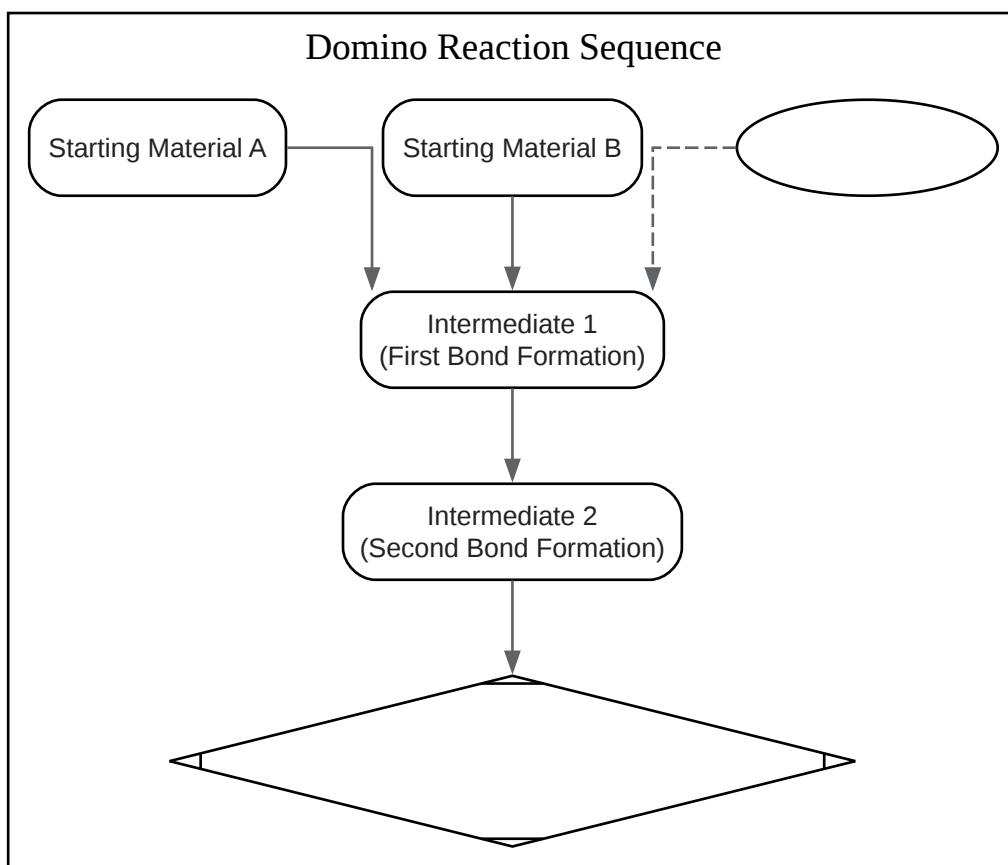 Domino Reaction Sequence
Starting Material A
Starting Material B
Intermediate 1
(First Bond Formation)
Intermediate 2
(Second Bond Formation)